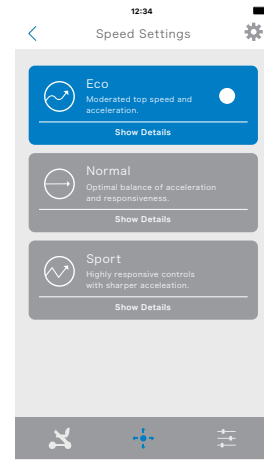 12:34
Speed Settings
Eco
Moderated top speed and
acceleration.
Show Details
Normal
Optimal balance of acceleration
and responsiveness.
Show Details
Sport
Highly responsive controls
with sharper acceleation.
Show Details